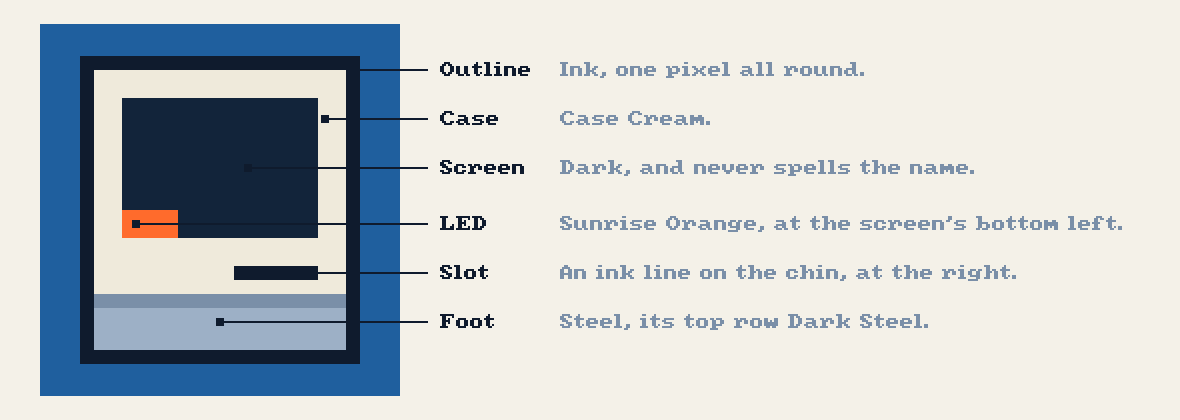 Outline Ink, one pixel all round.
Case Case Cream.
Screen Dark, and never spells the name.
LED Sunrise Orange, at the screen's bottom left.
Slot An ink line on the chin, at the right.
Foot Steel, its top row Dark Steel.